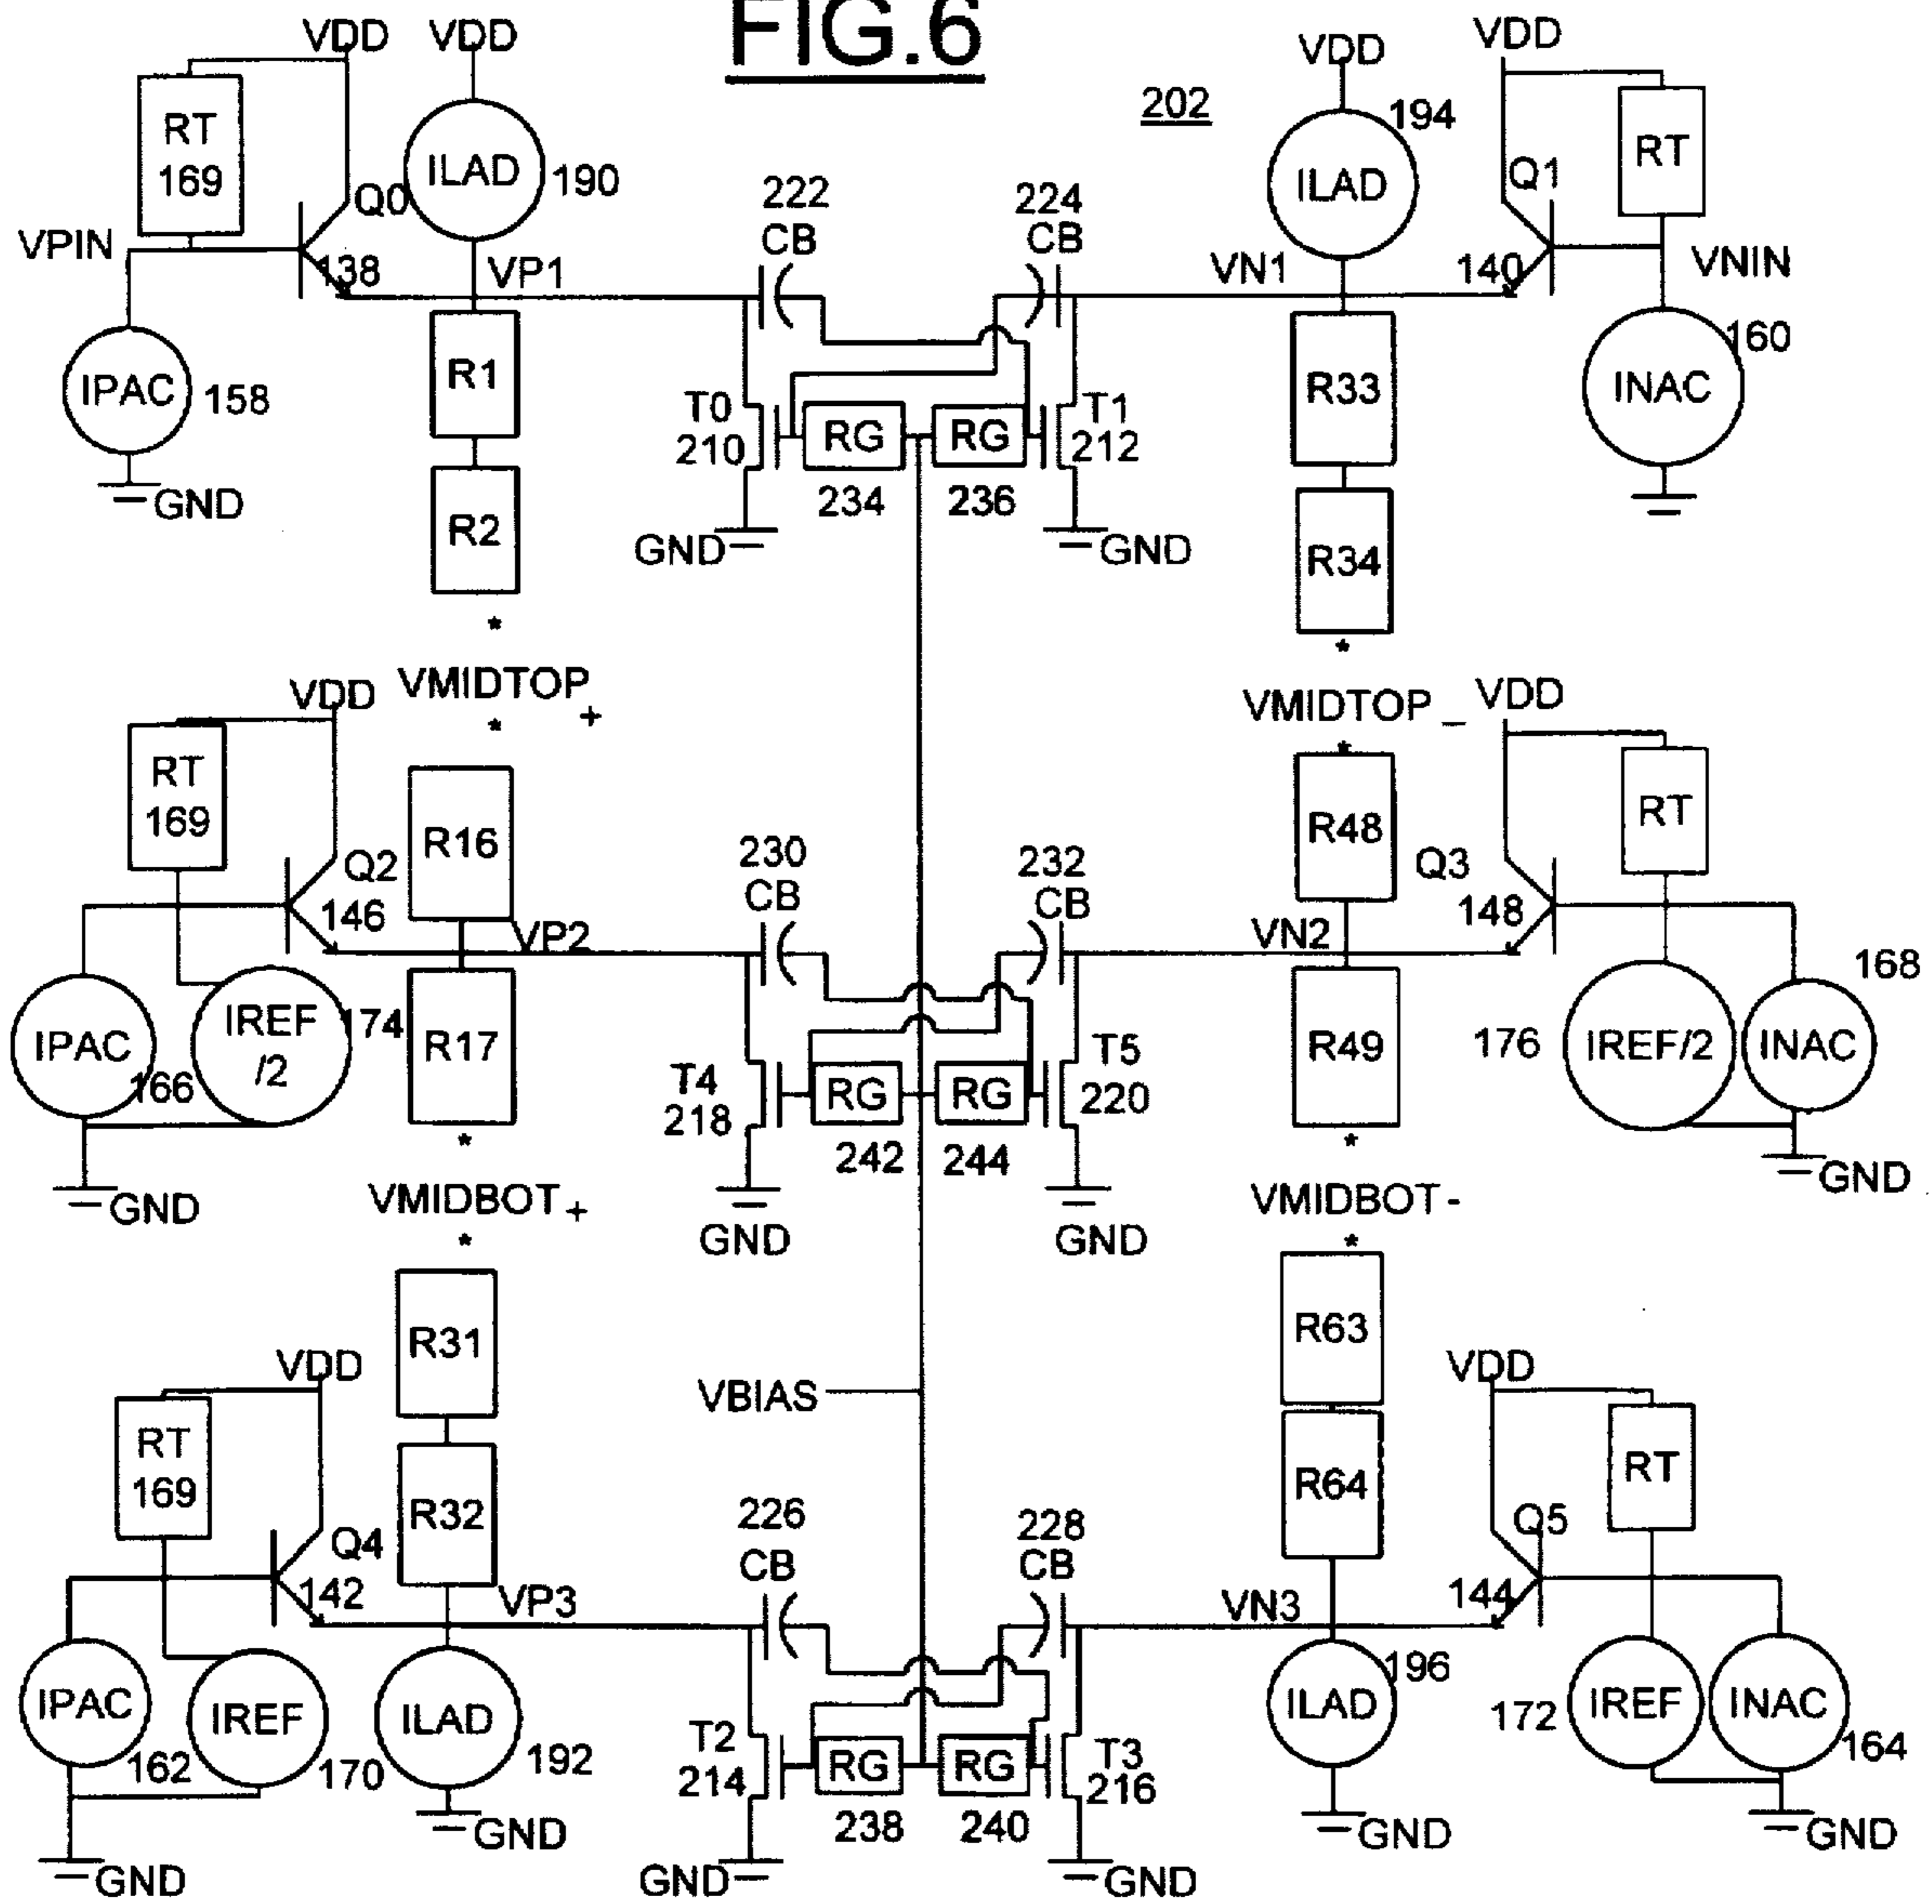 FIG.6
202
VDD
VDD
VDD
VDD
RT
169
Q0
ILAD
190
222
CB
224
CB
ILAD
194
Q1
RT
VPIN
138
VP1
VN1
140
VNIN
IPAC
158
GND
R1
R2
*
T0
210
RG
234
RG
236
T1
212
GND
GND
R33
R34
*
INAC
160
VMIDTOP+
*
VMIDTOP_
*
VDD
VDD
RT
169
Q2
146
R16
VP2
R17
*
230
CB
232
CB
R48
VN2
R49
*
Q3
148
RT
IPAC
166
IREF
/2
174
GND
T4
218
RG
242
RG
244
T5
220
GND
GND
176
IREF/2
INAC
168
GND
VMIDBOT+
*
VMIDBOT-
*
VDD
VDD
RT
169
Q4
142
R31
R32
VP3
VBIAS
226
CB
228
CB
R63
R64
VN3
Q5
144
RT
IPAC
162
IREF
170
GND
ILAD
192
GND
T2
214
RG
238
RG
240
T3
216
GND
GND
ILAD
196
GND
172
IREF
INAC
164
GND